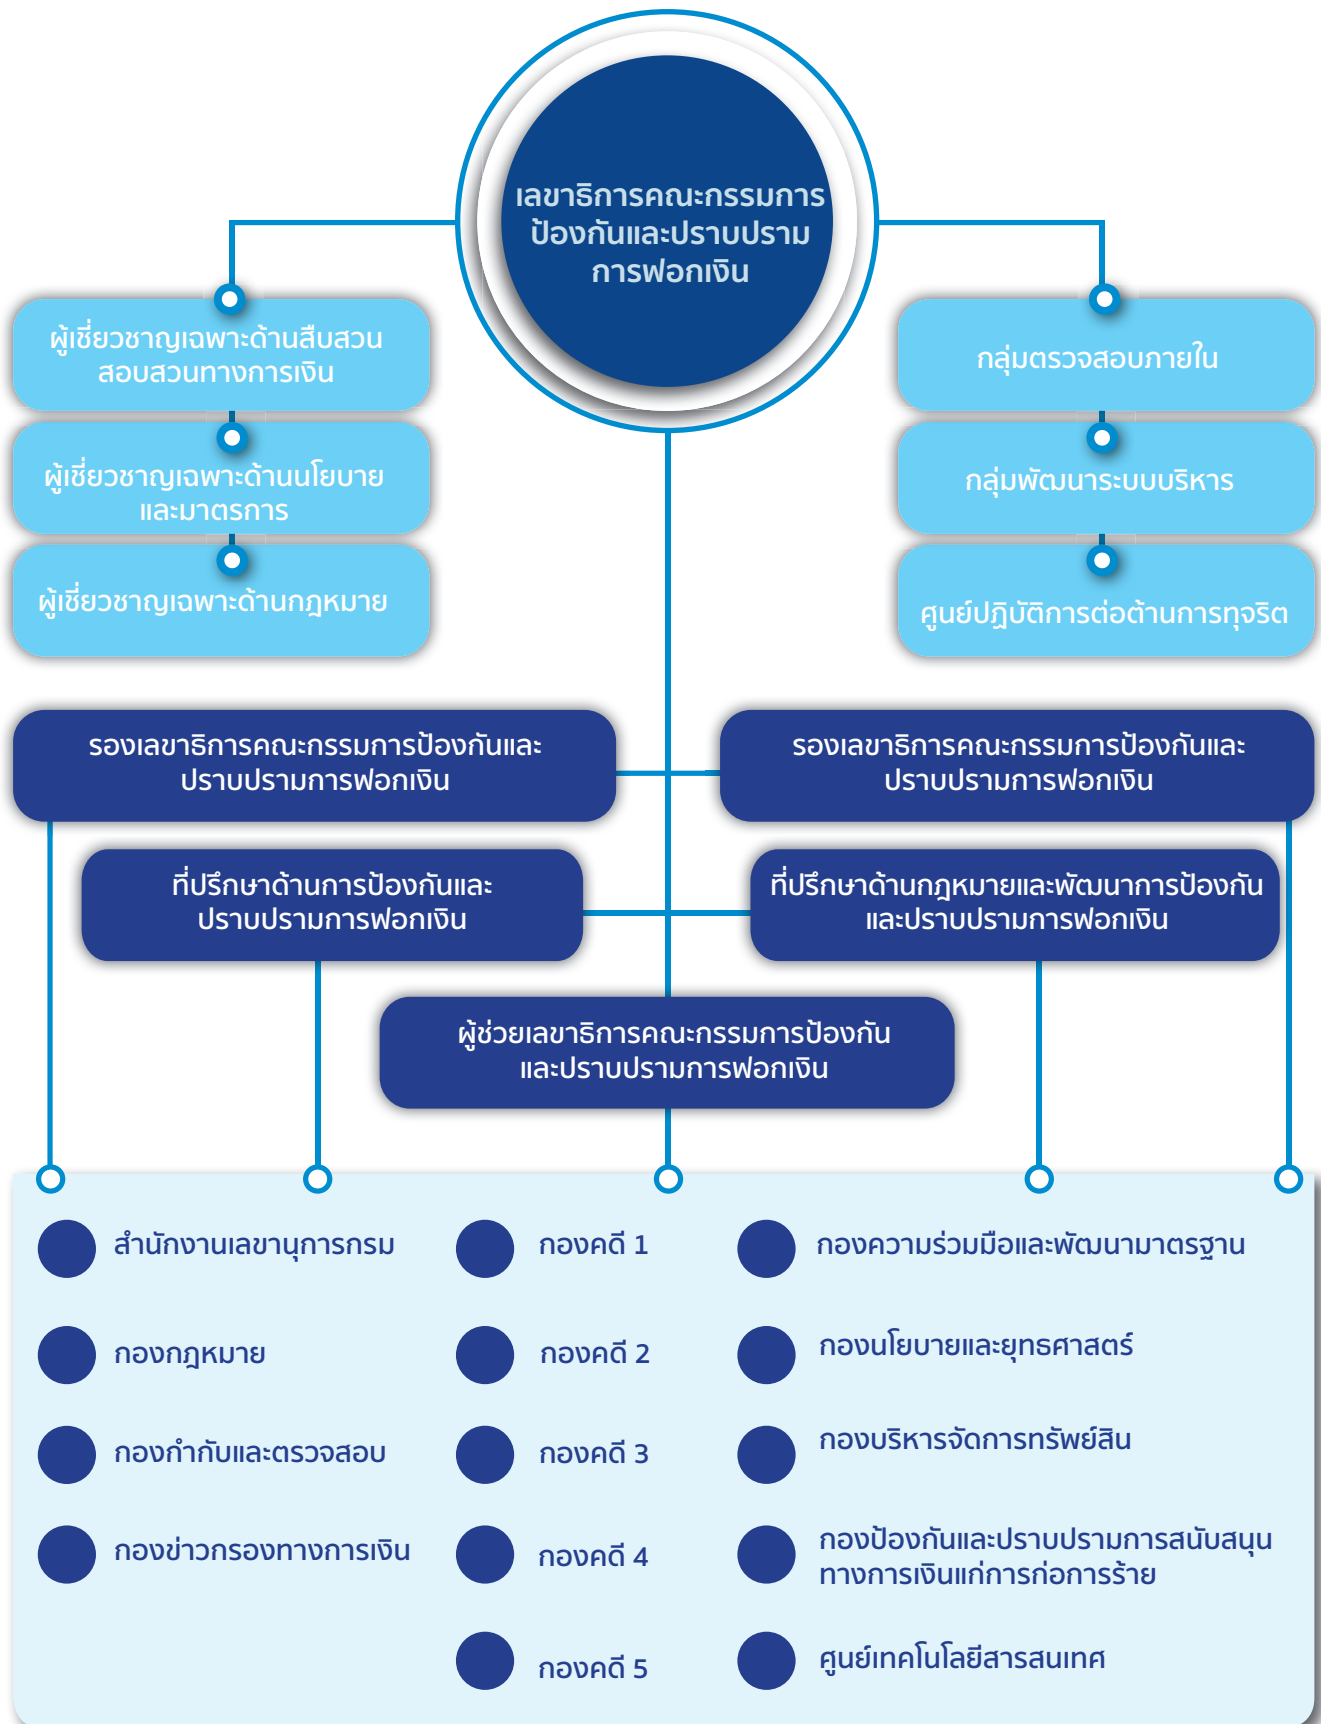 เลขาธิการคณะกรรมการ
ป้องกันและปราบปราม
การฟอกเงิน
ผู้เชี่ยวชาญเฉพาะด้านสืบสวน
สอบสวนทางการเงิน
ผู้เชี่ยวชาญเฉพาะด้านนโยบาย
และมาตรการ
ผู้เชี่ยวชาญเฉพาะด้านกฎหมาย
กลุ่มตรวจสอบภายใน
กลุ่มพัฒนาระบบบริหาร
ศูนย์ปฏิบัติการต่อต้านการทุจริต
รองเลขาธิการคณะกรรมการป้องกันและ
ปราบปรามการฟอกเงิน
รองเลขาธิการคณะกรรมการป้องกันและ
ปราบปรามการฟอกเงิน
ที่ปรึกษาด้านการป้องกันและ
ปราบปรามการฟอกเงิน
ที่ปรึกษาด้านกฎหมายและพัฒนาการป้องกัน
และปราบปรามการฟอกเงิน
ผู้ช่วยเลขาธิการคณะกรรมการป้องกัน
และปราบปรามการฟอกเงิน
สำนักงานเลขานุการกรม
กองกฎหมาย
กองกำกับและตรวจสอบ
กองข่าวกรองทางการเงิน
กองคดี 1
กองคดี 2
กองคดี 3
กองคดี 4
กองคดี 5
กองความร่วมมือและพัฒนามาตรฐาน
กองนโยบายและยุทธศาสตร์
กองบริหารจัดการทรัพย์สิน
กองป้องกันและปราบปรามการสนับสนุน
ทางการเงินแก่การก่อการร้าย
ศูนย์เทคโนโลยีสารสนเทศ